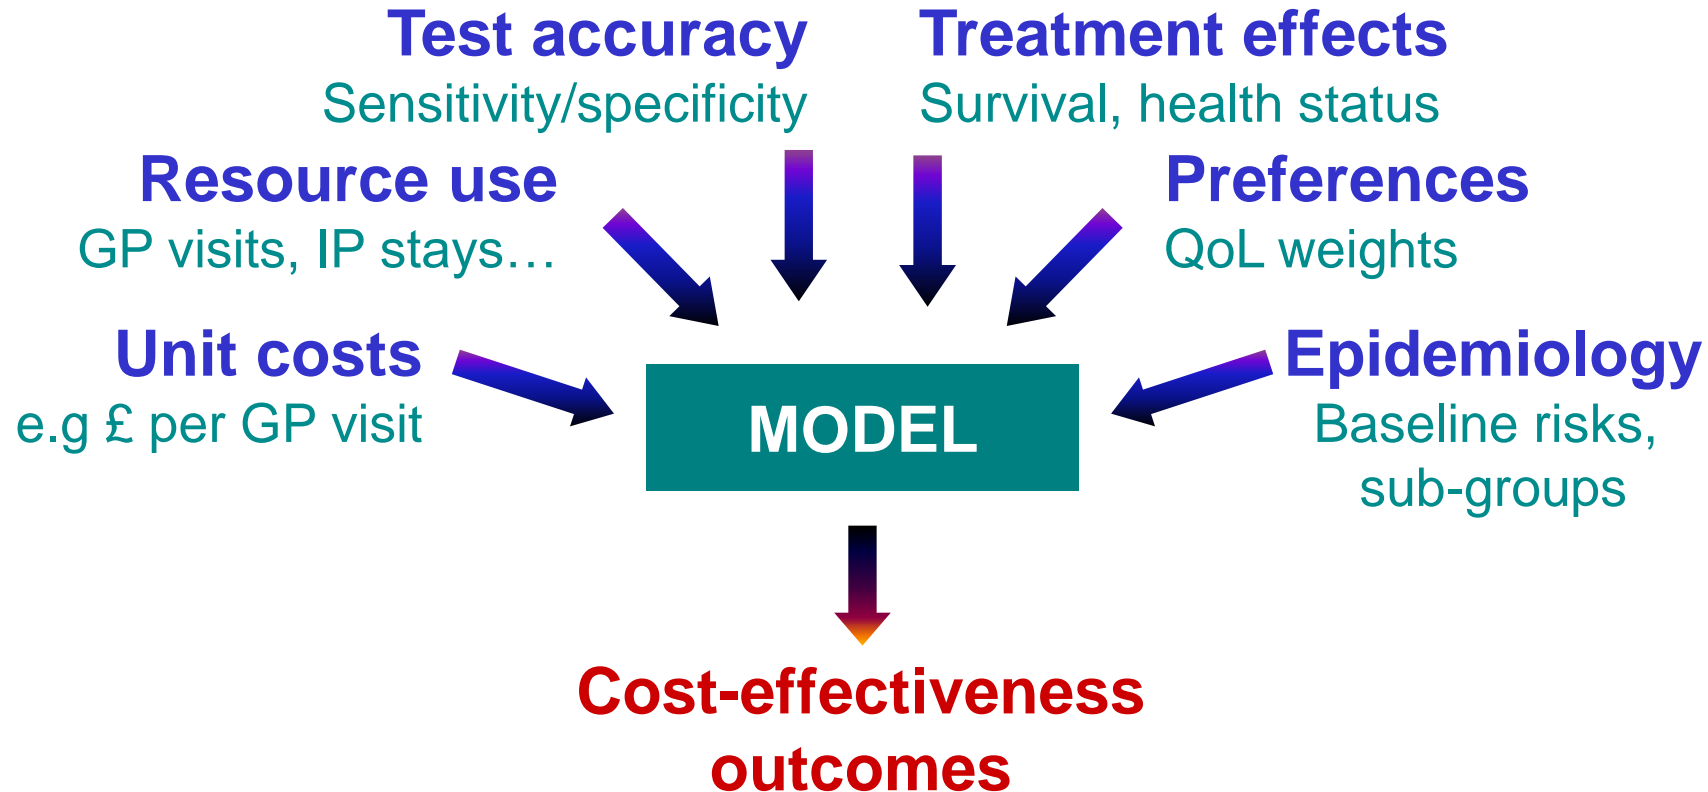 Test accuracy
Sensitivity/specificity
Treatment effects
Survival, health status
Resource use
GP visits, IP stays…
Preferences
QoL weights
Unit costs
e.g £ per GP visit
Epidemiology
Baseline risks,
sub-groups
MODEL
Cost-effectiveness
outcomes